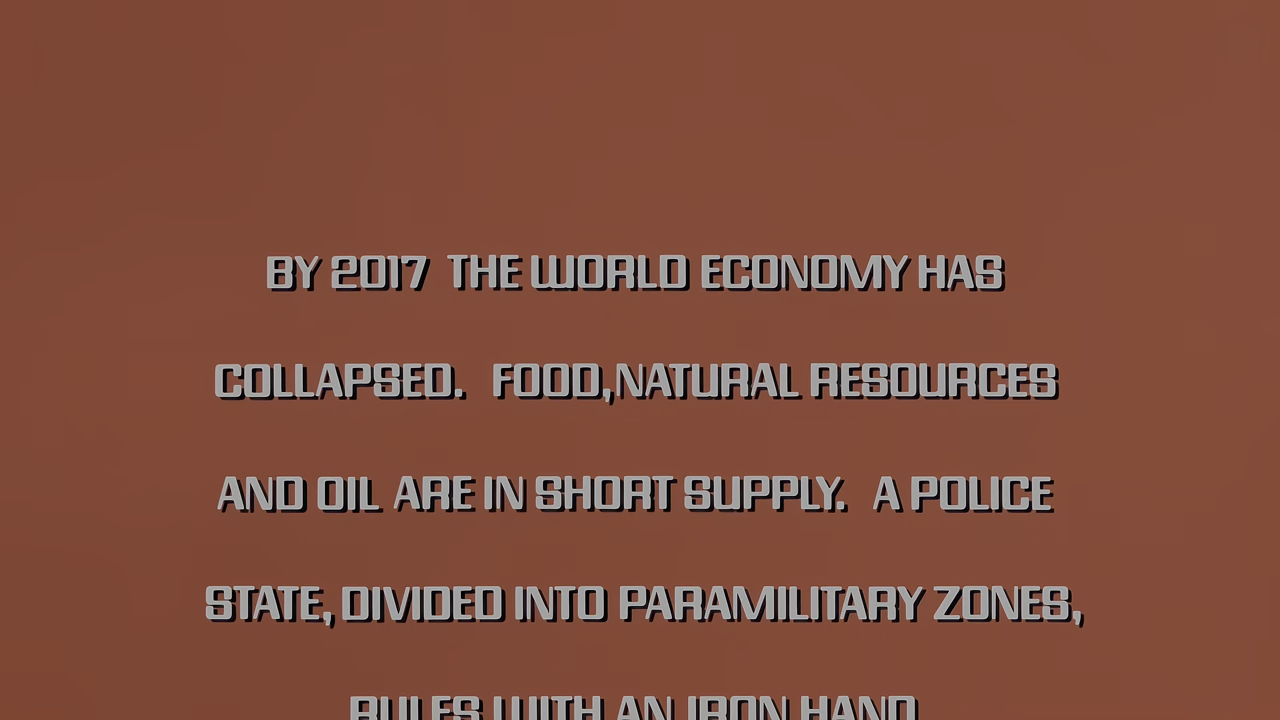 BY 2017 THE WORLD ECONOMY HAS
COLLAPSED. FOOD,NATURAL RESOURCES
AND OIL ARE IN SHORT SUPPLY. A POLICE
STATE, DIVIDED INTO PARAMILITARY ZONES,
RULES WITH AN IRON HAND.